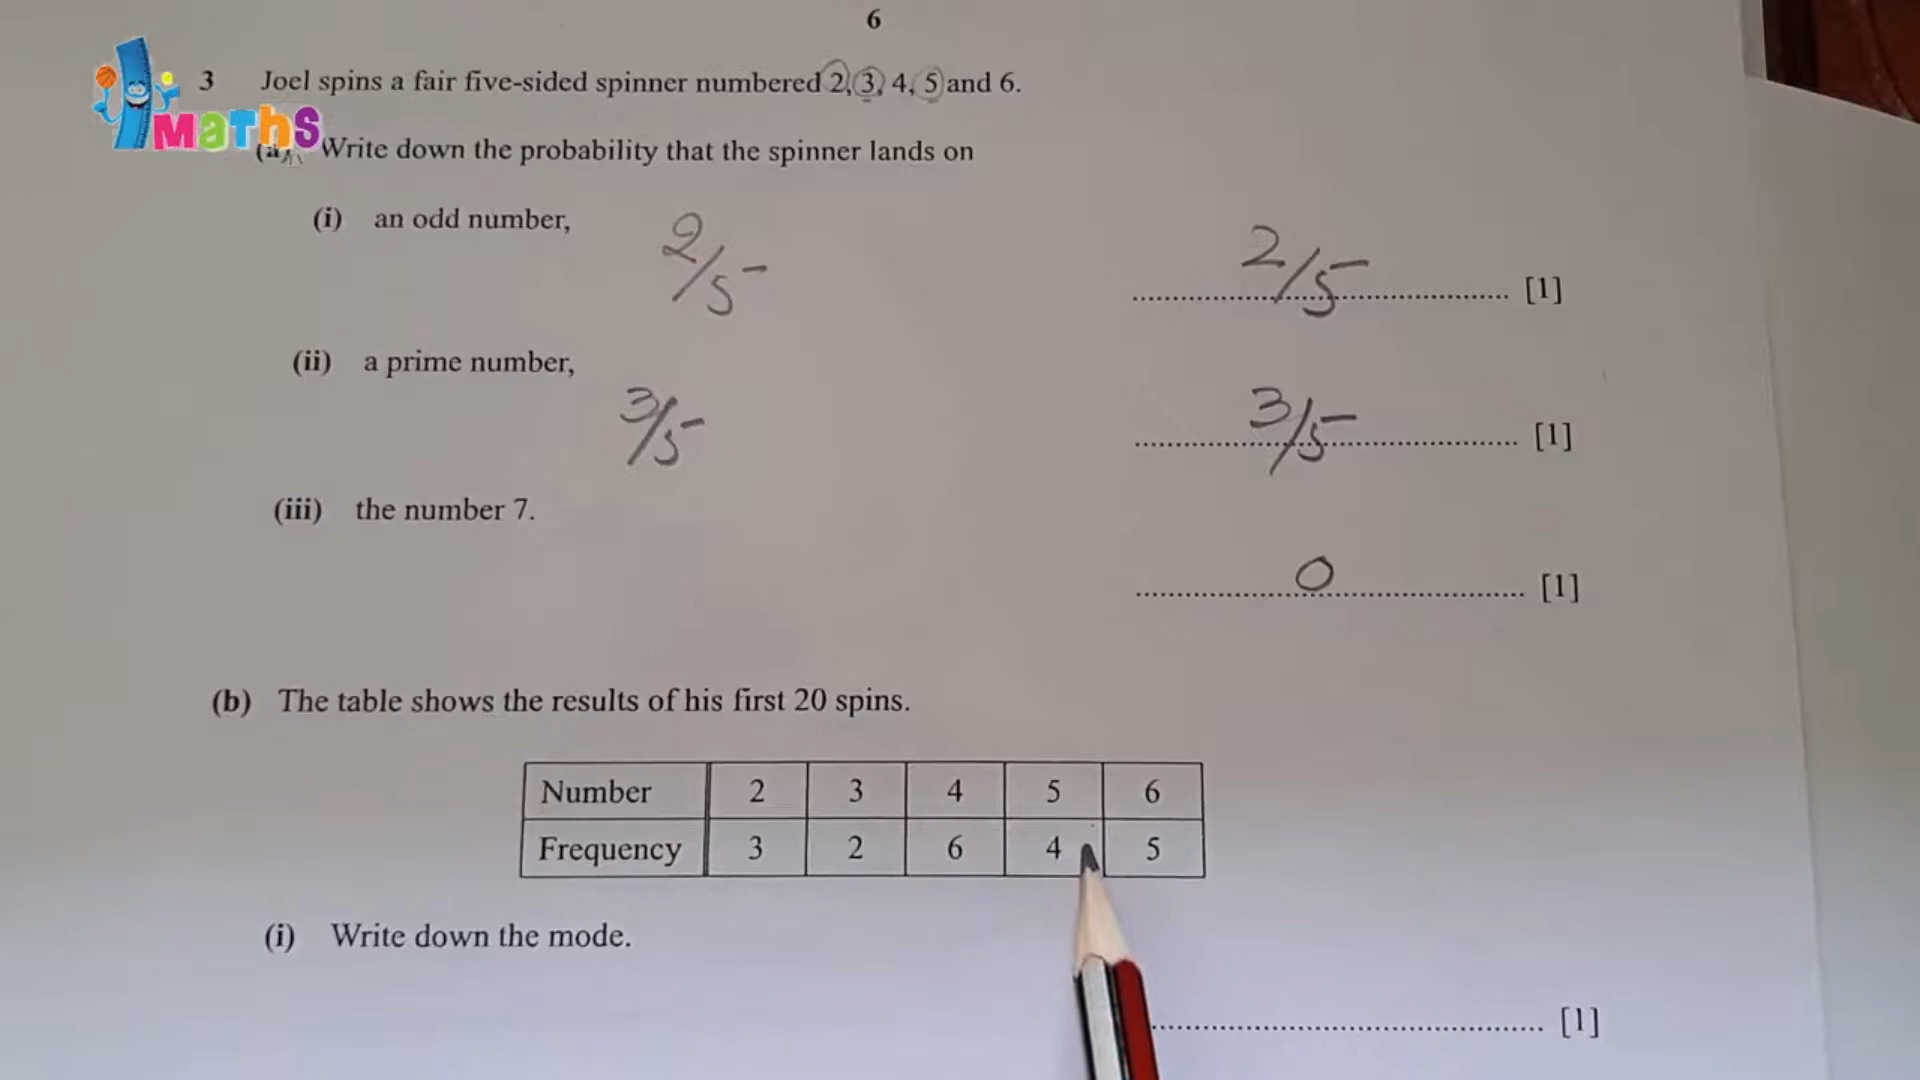 6
3 Joel spins a fair five-sided spinner numbered 2, 3, 4, 5 and 6.
Maths
(a) Write down the probability that the spinner lands on
(i) an odd number,
2/5
2/5 [1]
(ii) a prime number,
3/5
3/5 [1]
(iii) the number 7.
0 [1]
(b) The table shows the results of his first 20 spins.
Number 2 3 4 5 6
Frequency 3 2 6 4 5
(i) Write down the mode.
[1]